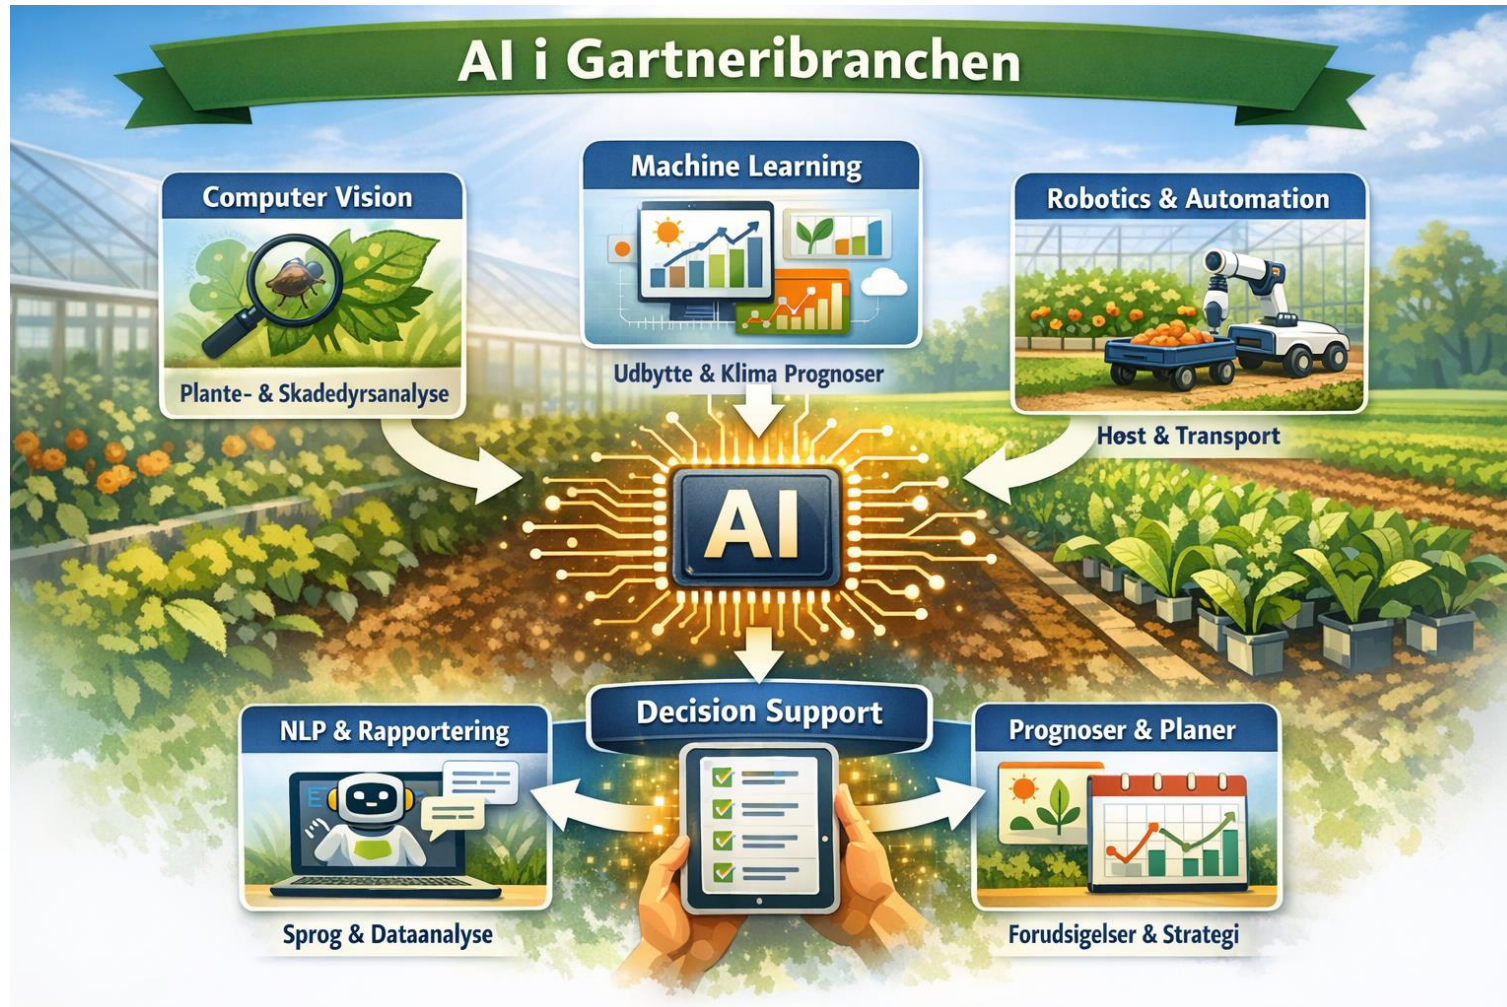 AI i Gartneribranchen
Computer Vision
Plante- & Skadedyrsanalyse
Machine Learning
Udbytte & Klima Prognoser
Robotics & Automation
Høst & Transport
AI
Decision Support
NLP & Rapportering
Sprog & Dataanalyse
Prognoser & Planer
Forudsigelser & Strategi